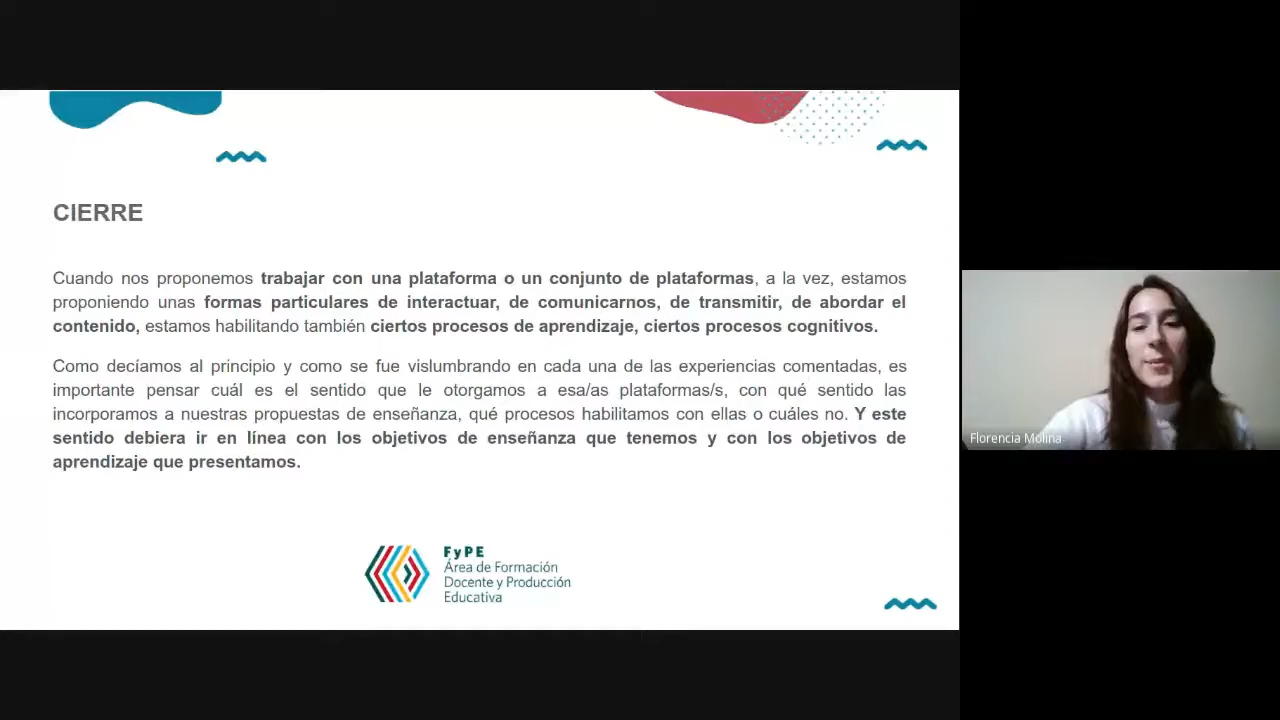 CIERRE
Cuando nos proponemos trabajar con una plataforma o un conjunto de plataformas, a la vez, estamos
proponiendo unas formas particulares de interactuar, de comunicarnos, de transmitir, de abordar el
contenido, estamos habilitando también ciertos procesos de aprendizaje, ciertos procesos cognitivos.
Como decíamos al principio y como se fue vislumbrando en cada una de las experiencias comentadas, es
importante pensar cuál es el sentido que le otorgamos a esa/as plataformas/s, con qué sentido las
incorporamos a nuestras propuestas de enseñanza, qué procesos habilitamos con ellas o cuáles no. Y este
sentido debiera ir en línea con los objetivos de enseñanza que tenemos y con los objetivos de
aprendizaje que presentamos.
FyPE
Área de Formación
Docente y Producción
Educativa
Florencia Molina